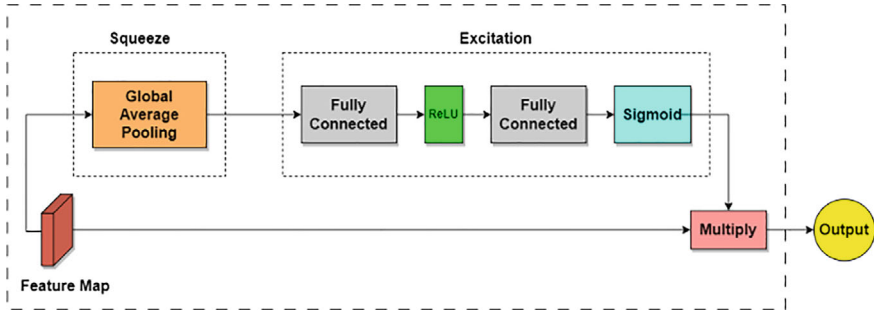 Squeeze
Excitation
Global
Average
Pooling
Fully
Connected
ReLU
Fully
Connected
Sigmoid
Feature Map
Multiply
Output